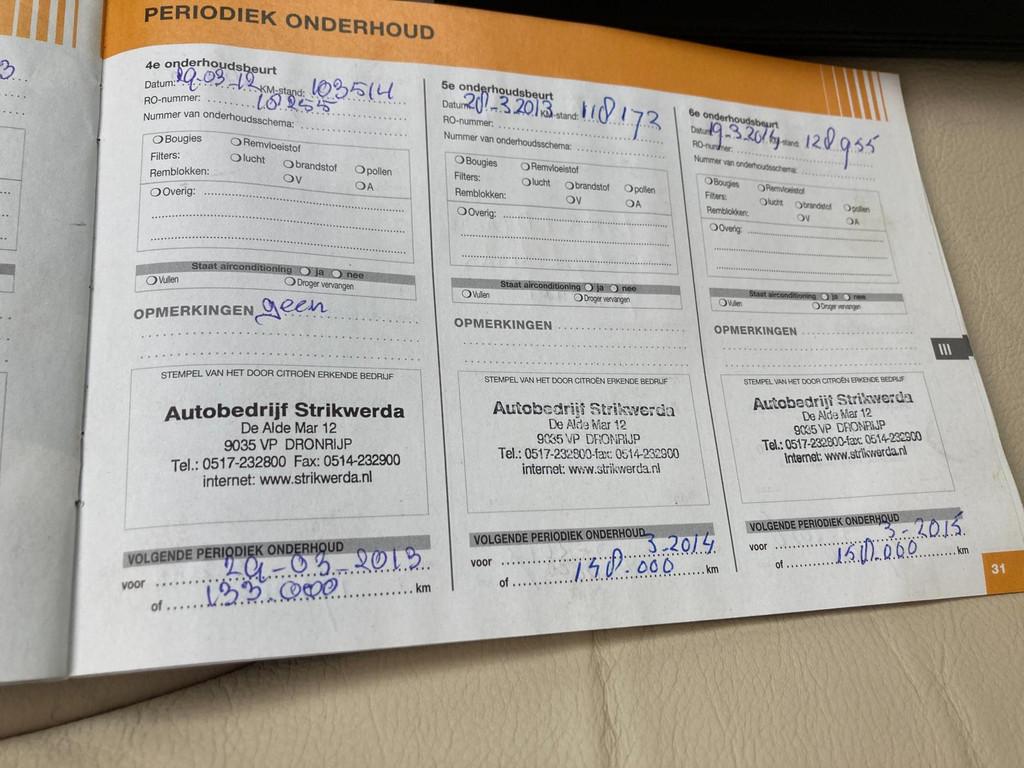 PERIODIEK ONDERHOUD
4e onderhoudsbeurt
Datum: 29-03-12 KM-stand: 103514
RO-nummer: 18255
Nummer van onderhoudsschema:
Bougies Remvloeistof
Filters: lucht brandstof pollen
Remblokken: V A
Overig:
Staat airconditioning ja nee
Vullen Droger vervangen
OPMERKINGEN geen
STEMPEL VAN HET DOOR CITROËN ERKENDE BEDRIJF
Autobedrijf Strikwerda
De Alde Mar 12
9035 VP DRONRIJP
Tel.: 0517-232800 Fax: 0514-232900
internet: www.strikwerda.nl
VOLGENDE PERIODIEK ONDERHOUD
voor 29-03-2013
of 133.000 km
5e onderhoudsbeurt
Datum 28-3 2013 KM-stand: 118173
RO-nummer:
Nummer van onderhoudsschema:
Bougies Remvloeistof
Filters: lucht brandstof pollen
Remblokken: V A
Overig:
Staat airconditioning ja nee
Vullen Droger vervangen
OPMERKINGEN
STEMPEL VAN HET DOOR CITROËN ERKENDE BEDRIJF
Autobedrijf Strikwerda
De Alde Mar 12
9035 VP DRONRIJP
Tel.: 0517-232800-fax: 0514-232900
internet: www.strikwerda.nl
VOLGENDE PERIODIEK ONDERHOUD
voor 3-2014
of 148.000 km
6e onderhoudsbeurt
Datum 19-3.2014 KM-stand: 128955
RO-nummer:
Nummer van onderhoudsschema:
Bougies Remvloeistof
Filters: lucht brandstof pollen
Remblokken: V A
Overig:
Staat airconditioning ja nee
Vullen Droger vervangen
OPMERKINGEN
STEMPEL VAN HET DOOR CITROËN ERKENDE BEDRIJF
Autobedrijf Strikwerda
De Alde Mar 12
9035 VP DRONRIJP
Tel.: 0517-232800-fax: 0514-232900
Internet: www.strikwerda.nl
VOLGENDE PERIODIEK ONDERHOUD
voor 3-2015
of 158.000 km
III
31